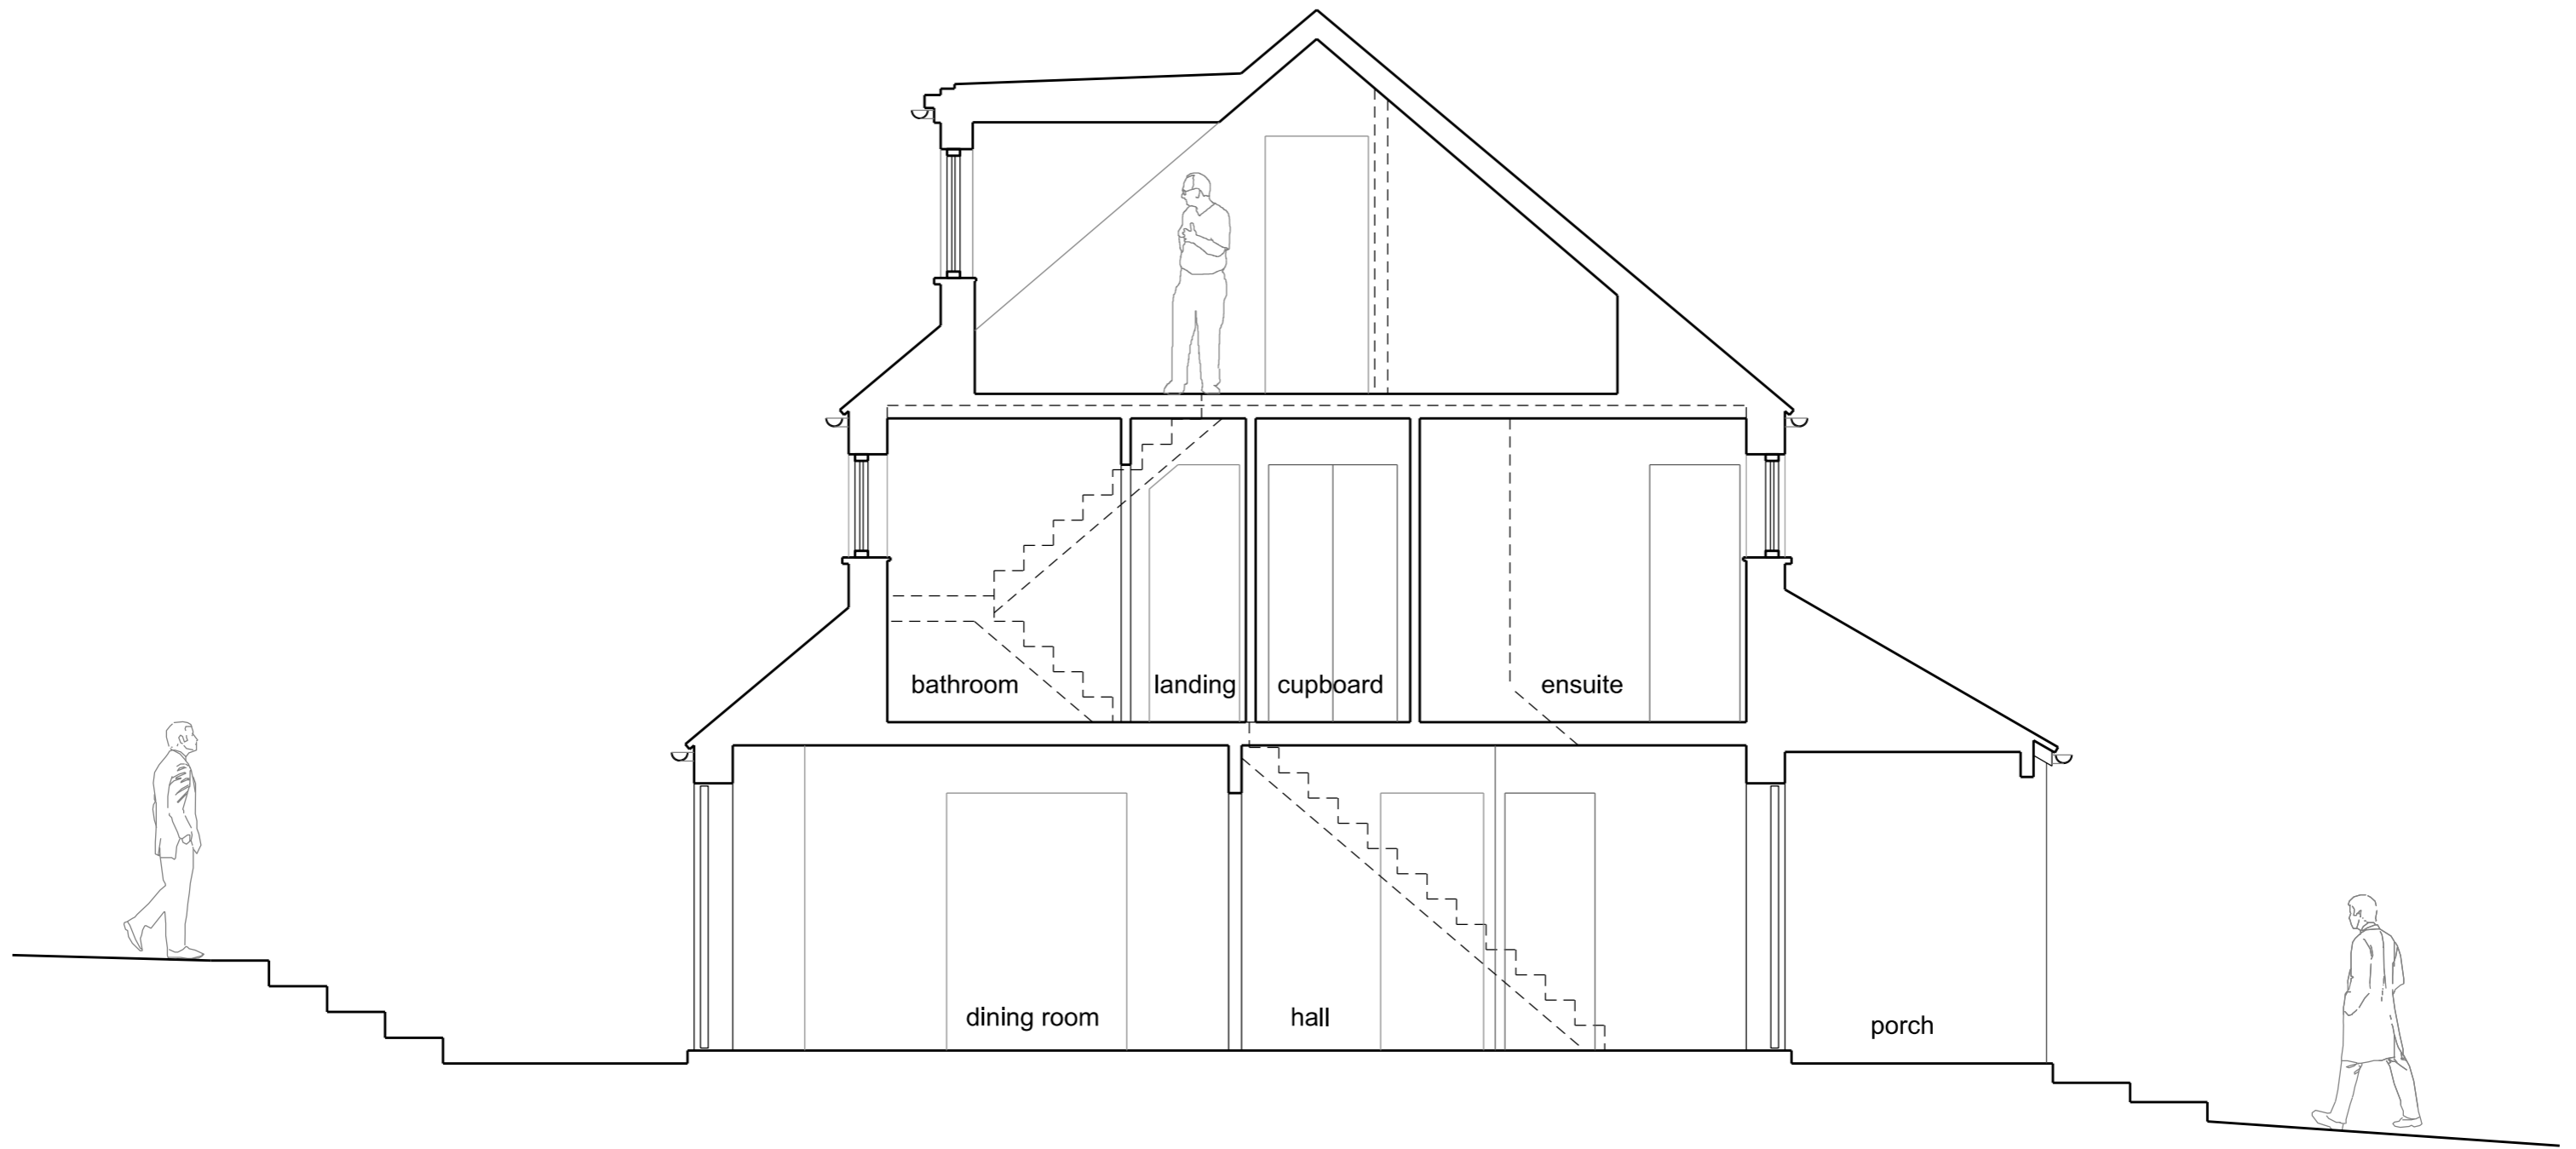 bathroom
landing
cupboard
ensuite
dining room
hall
porch